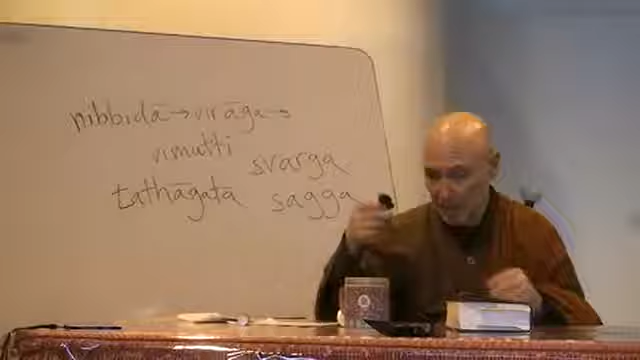 nibbidā → virāga →
vimutti
svarga
tathāgata
sagga